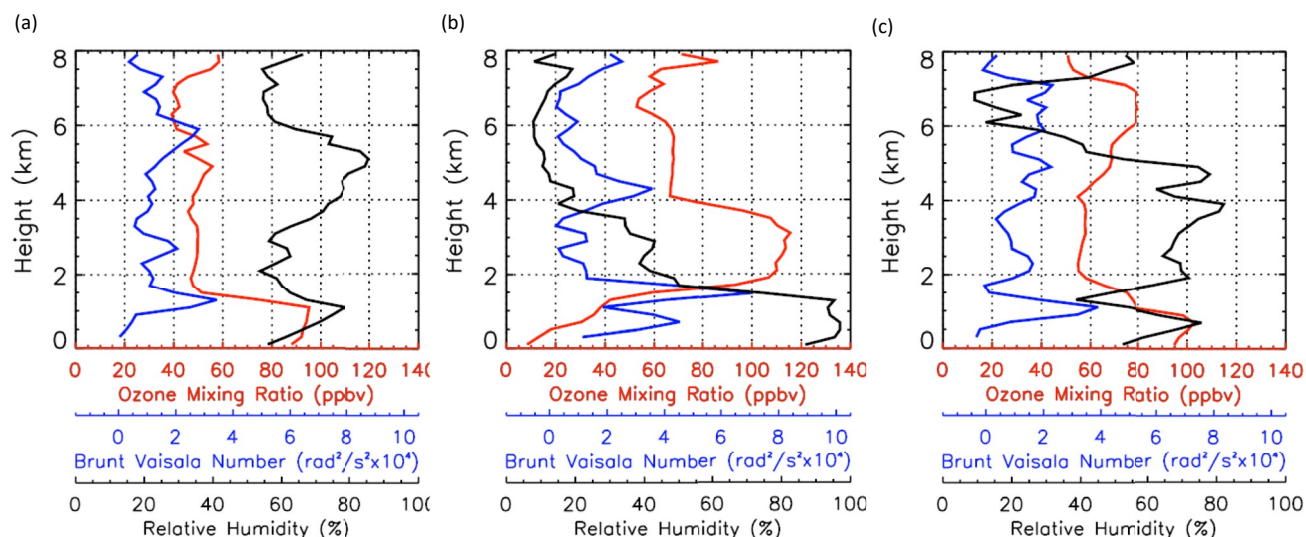 (a)
8
6
4
2
0
Height (km)
0 20 40 60 80 100 120 14
Ozone Mixing Ratio (ppbv)
0 2 4 6 8 10
Brunt Vaisala Number (rad²/s²x10⁴)
0 20 40 60 80 100
Relative Humidity (%)
(b)
8
6
4
2
0
Height (km)
0 20 40 60 80 100 120 140
Ozone Mixing Ratio (ppbv)
0 2 4 6 8 10
Brunt Vaisala Number (rad²/s²x10⁴)
0 20 40 60 80 100
Relative Humidity (%)
(c)
8
6
4
2
0
Height (km)
0 20 40 60 80 100 120 140
Ozone Mixing Ratio (ppbv)
0 2 4 6 8 10
Brunt Vaisala Number (rad²/s²x10⁴)
0 20 40 60 80 100
Relative Humidity (%)